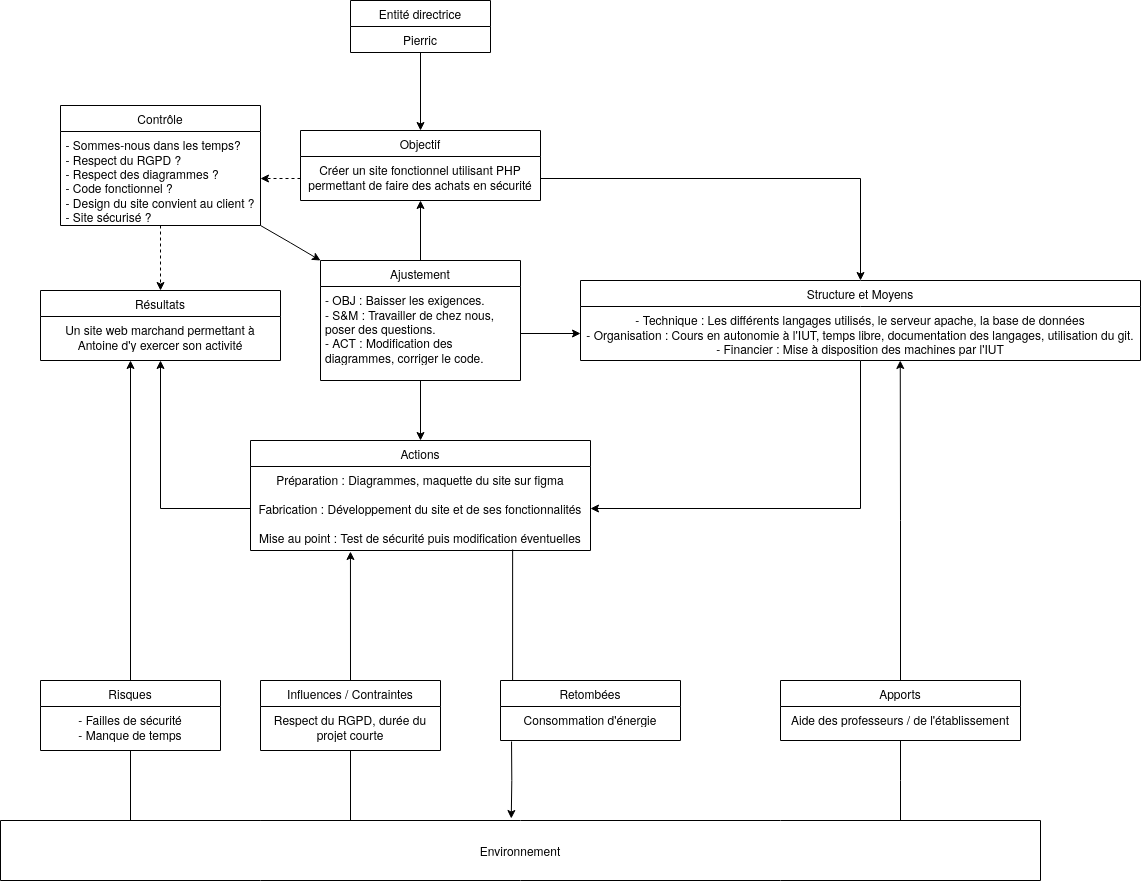 Entité directrice
Pierric
Contrôle
- Sommes-nous dans les temps?
- Respect du RGPD ?
- Respect des diagrammes ?
- Code fonctionnel ?
- Design du site convient au client ?
- Site sécurisé ?
Objectif
Créer un site fonctionnel utilisant PHP
permettant de faire des achats en sécurité
Ajustement
- OBJ : Baisser les exigences.
- S&M : Travailler de chez nous,
poser des questions.
- ACT : Modification des
diagrammes, corriger le code.
Structure et Moyens
- Technique : Les différents langages utilisés, le serveur apache, la base de données
- Organisation : Cours en autonomie à l'IUT, temps libre, documentation des langages, utilisation du git.
- Financier : Mise à disposition des machines par l'IUT
Résultats
Un site web marchand permettant à
Antoine d'y exercer son activité
Actions
Préparation : Diagrammes, maquette du site sur figma
Fabrication : Développement du site et de ses fonctionnalités
Mise au point : Test de sécurité puis modification éventuelles
Risques
- Failles de sécurité
- Manque de temps
Influences / Contraintes
Respect du RGPD, durée du
projet courte
Retombées
Consommation d'énergie
Apports
Aide des professeurs / de l'établissement
Environnement